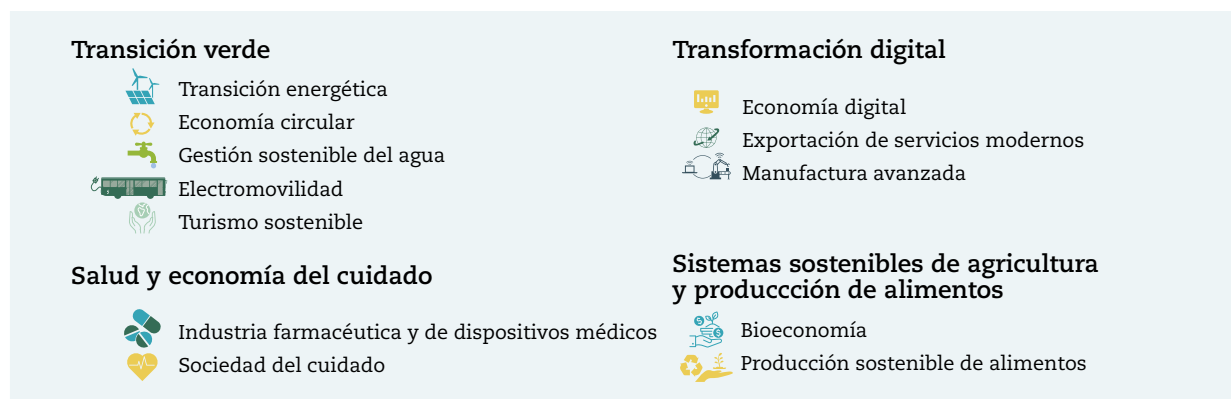 Transición verde
Transición energética
Economía circular
Gestión sostenible del agua
Electromovilidad
Turismo sostenible
Salud y economía del cuidado
Industria farmacéutica y de dispositivos médicos
Sociedad del cuidado
Transformación digital
Economía digital
Exportación de servicios modernos
Manufactura avanzada
Sistemas sostenibles de agricultura
y produccción de alimentos
Bioeconomía
Producción sostenible de alimentos